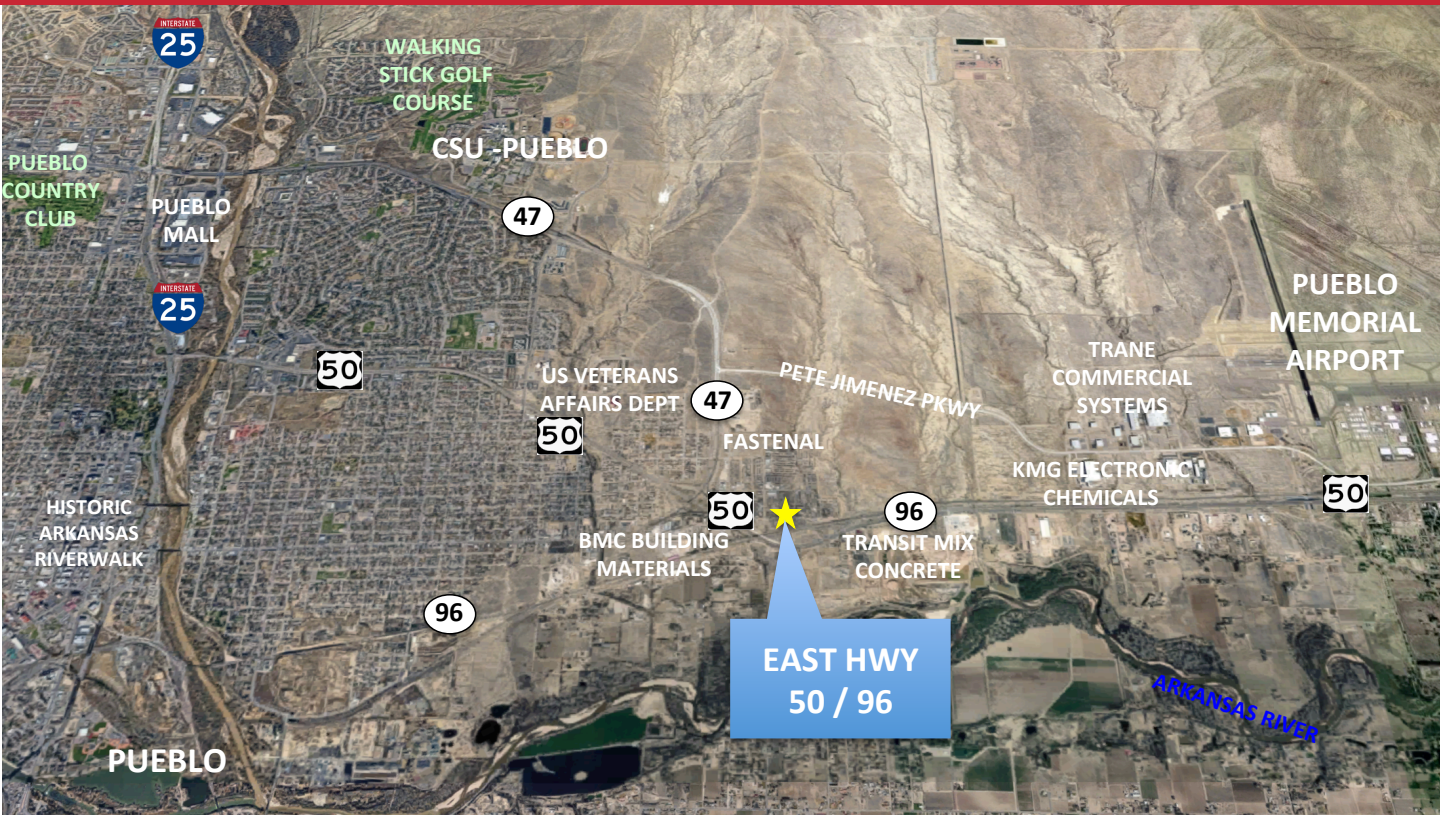 INTERSTATE
25
WALKING
STICK GOLF
COURSE
CSU -PUEBLO
PUEBLO
COUNTRY
CLUB
PUEBLO
MALL
47
INTERSTATE
25
PUEBLO
MEMORIAL
AIRPORT
50
US VETERANS
AFFAIRS DEPT
47
PETE JIMENEZ PKWY
TRANE
COMMERCIAL
SYSTEMS
50
FASTENAL
KMG ELECTRONIC
CHEMICALS
50
HISTORIC
ARKANSAS
RIVERWALK
50
96
BMC BUILDING
MATERIALS
TRANSIT MIX
CONCRETE
96
EAST HWY
50 / 96
ARKANSAS RIVER
PUEBLO